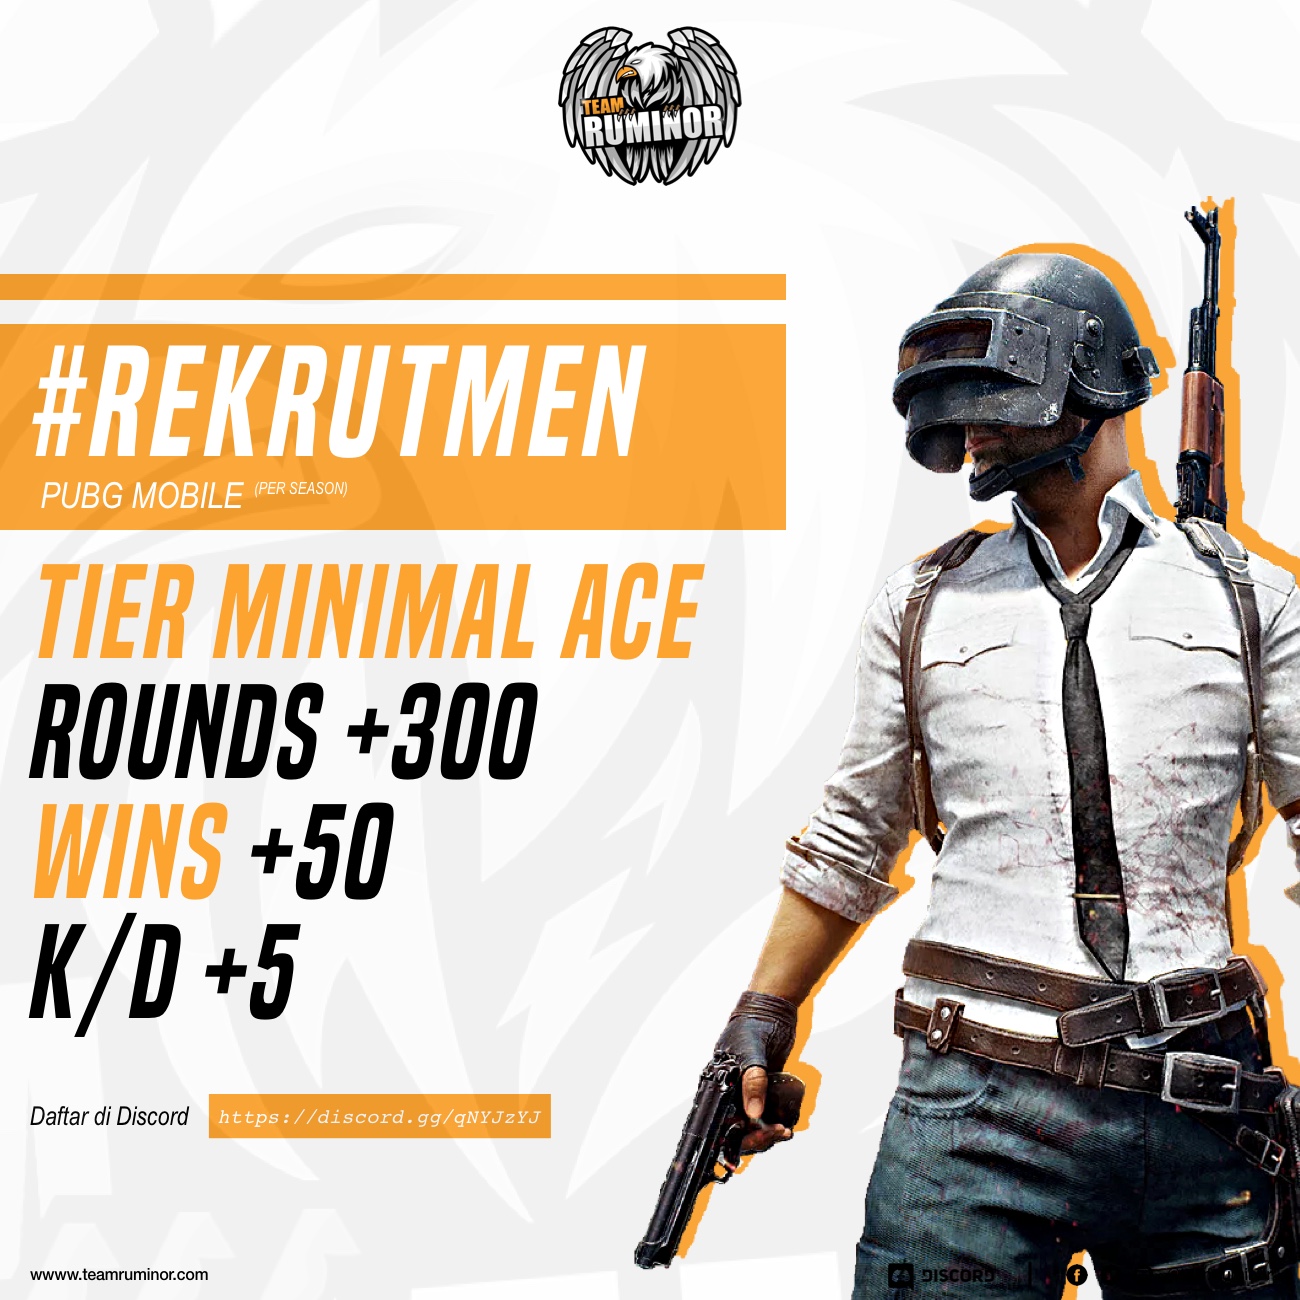 TEAM
RUMINOR
#REKRUTMEN
PUBG MOBILE (PER SEASON)
TIER MINIMAL ACE
ROUNDS +300
WINS +50
K/D +5
Daftar di Discord https://discord.gg/qNYJzYJ
www.teamruminor.com
DISCORD